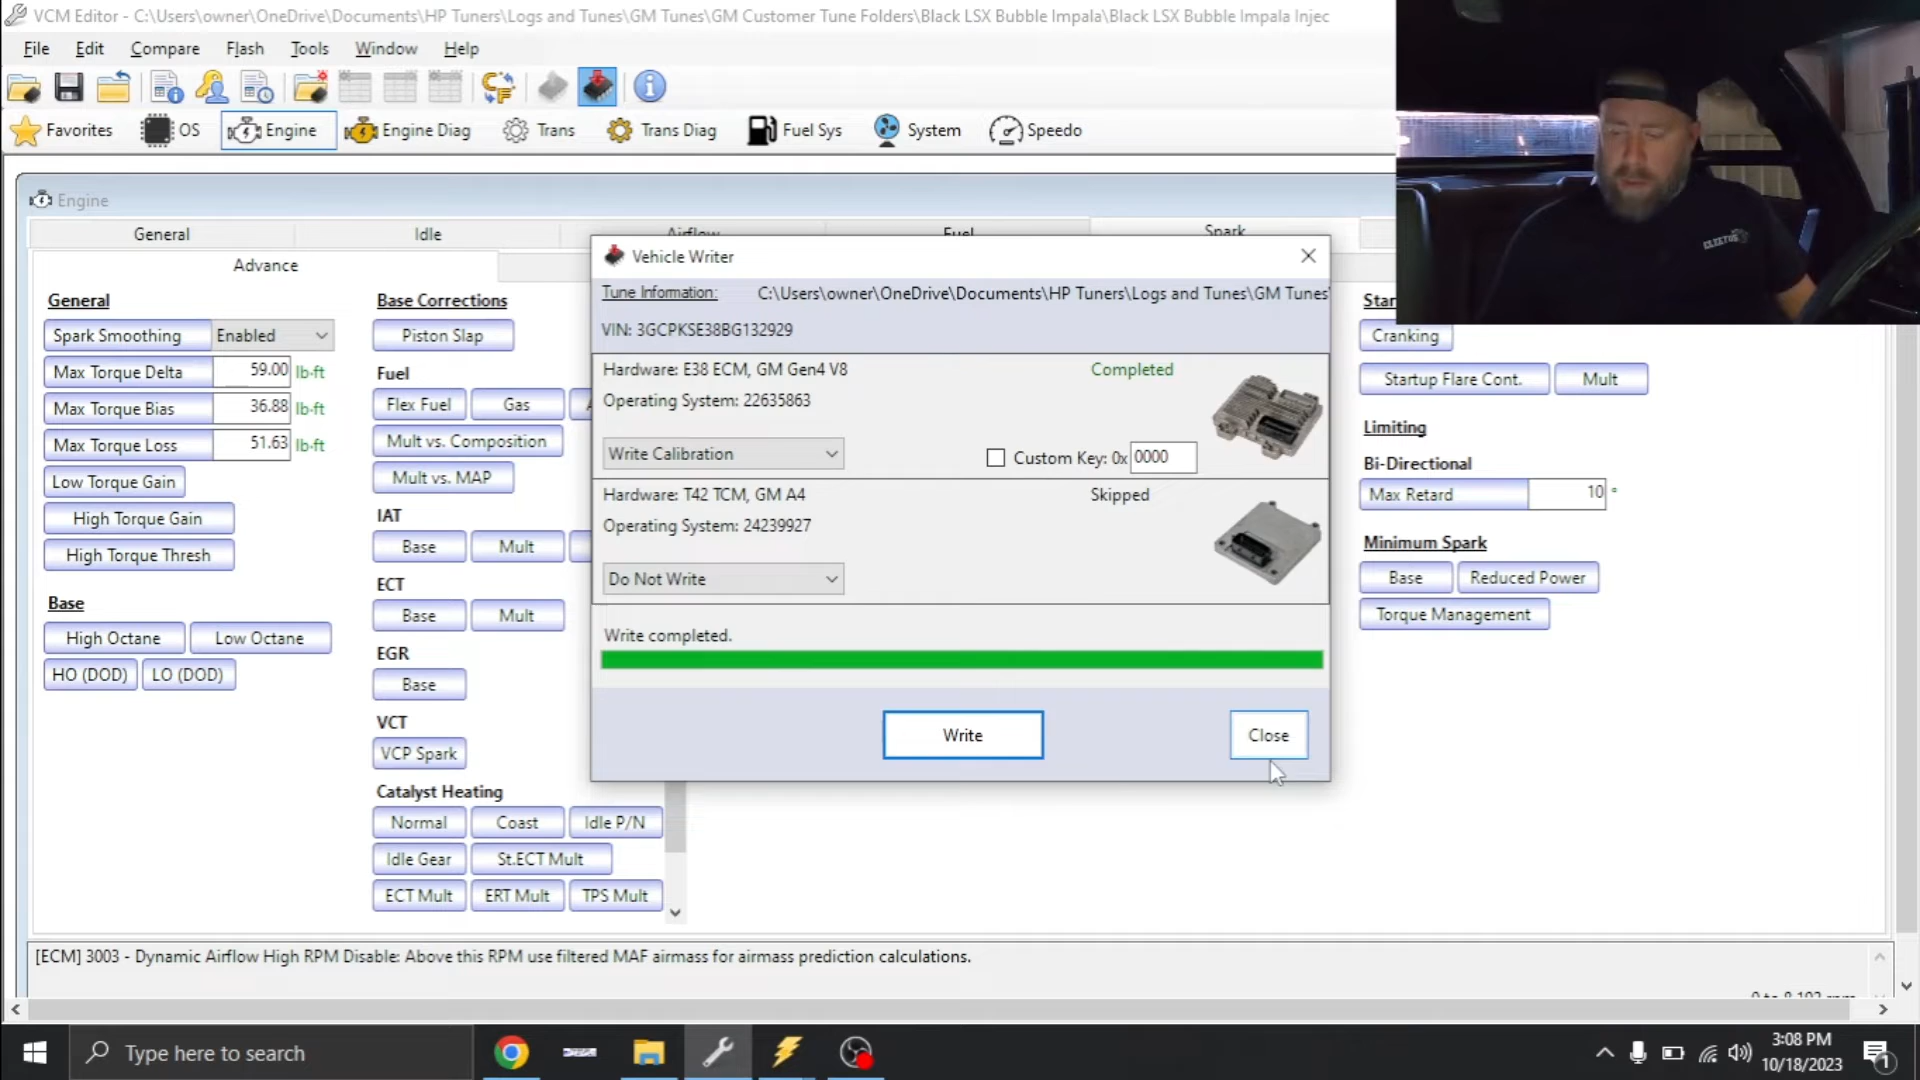 VCM Editor - C:\Users\owner\OneDrive\Documents\HP Tuners\Logs and Tunes\GM Tunes\GM Customer Tune Folders\Black LSX Bubble Impala\Black LSX Bubble Impala Injec
File Edit Compare Flash Tools Window Help
Favorites OS Engine Engine Diag Trans Trans Diag Fuel Sys System Speedo
Engine
General Idle Airflow Fuel Spark
Advance
Vehicle Writer
Tune Information: C:\Users\owner\OneDrive\Documents\HP Tuners\Logs and Tunes\GM Tunes\
VIN: 3GCPKSE38BG132929
Hardware: E38 ECM, GM Gen4 V8 Completed
Operating System: 22635863
Write Calibration Custom Key: 0x 0000
Hardware: T42 TCM, GM A4 Skipped
Operating System: 24239927
Do Not Write
Write completed.
Write Close
General
Spark Smoothing Enabled
Max Torque Delta 59.00 lb·ft
Max Torque Bias 36.88 lb·ft
Max Torque Loss 51.63 lb·ft
Low Torque Gain
High Torque Gain
High Torque Thresh
Base
High Octane Low Octane
HO (DOD) LO (DOD)
Base Corrections
Piston Slap
Fuel
Flex Fuel Gas
Mult vs. Composition
Mult vs. MAP
IAT
Base Mult
ECT
Base Mult
EGR
Base
VCT
VCP Spark
Catalyst Heating
Normal Coast Idle P/N
Idle Gear St.ECT Mult
ECT Mult ERT Mult TPS Mult
Cranking
Startup Flare Cont. Mult
Limiting
Bi-Directional
Max Retard 10 °
Minimum Spark
Base Reduced Power
Torque Management
[ECM] 3003 - Dynamic Airflow High RPM Disable: Above this RPM use filtered MAF airmass for airmass prediction calculations.
Type here to search
3:08 PM
10/18/2023
1